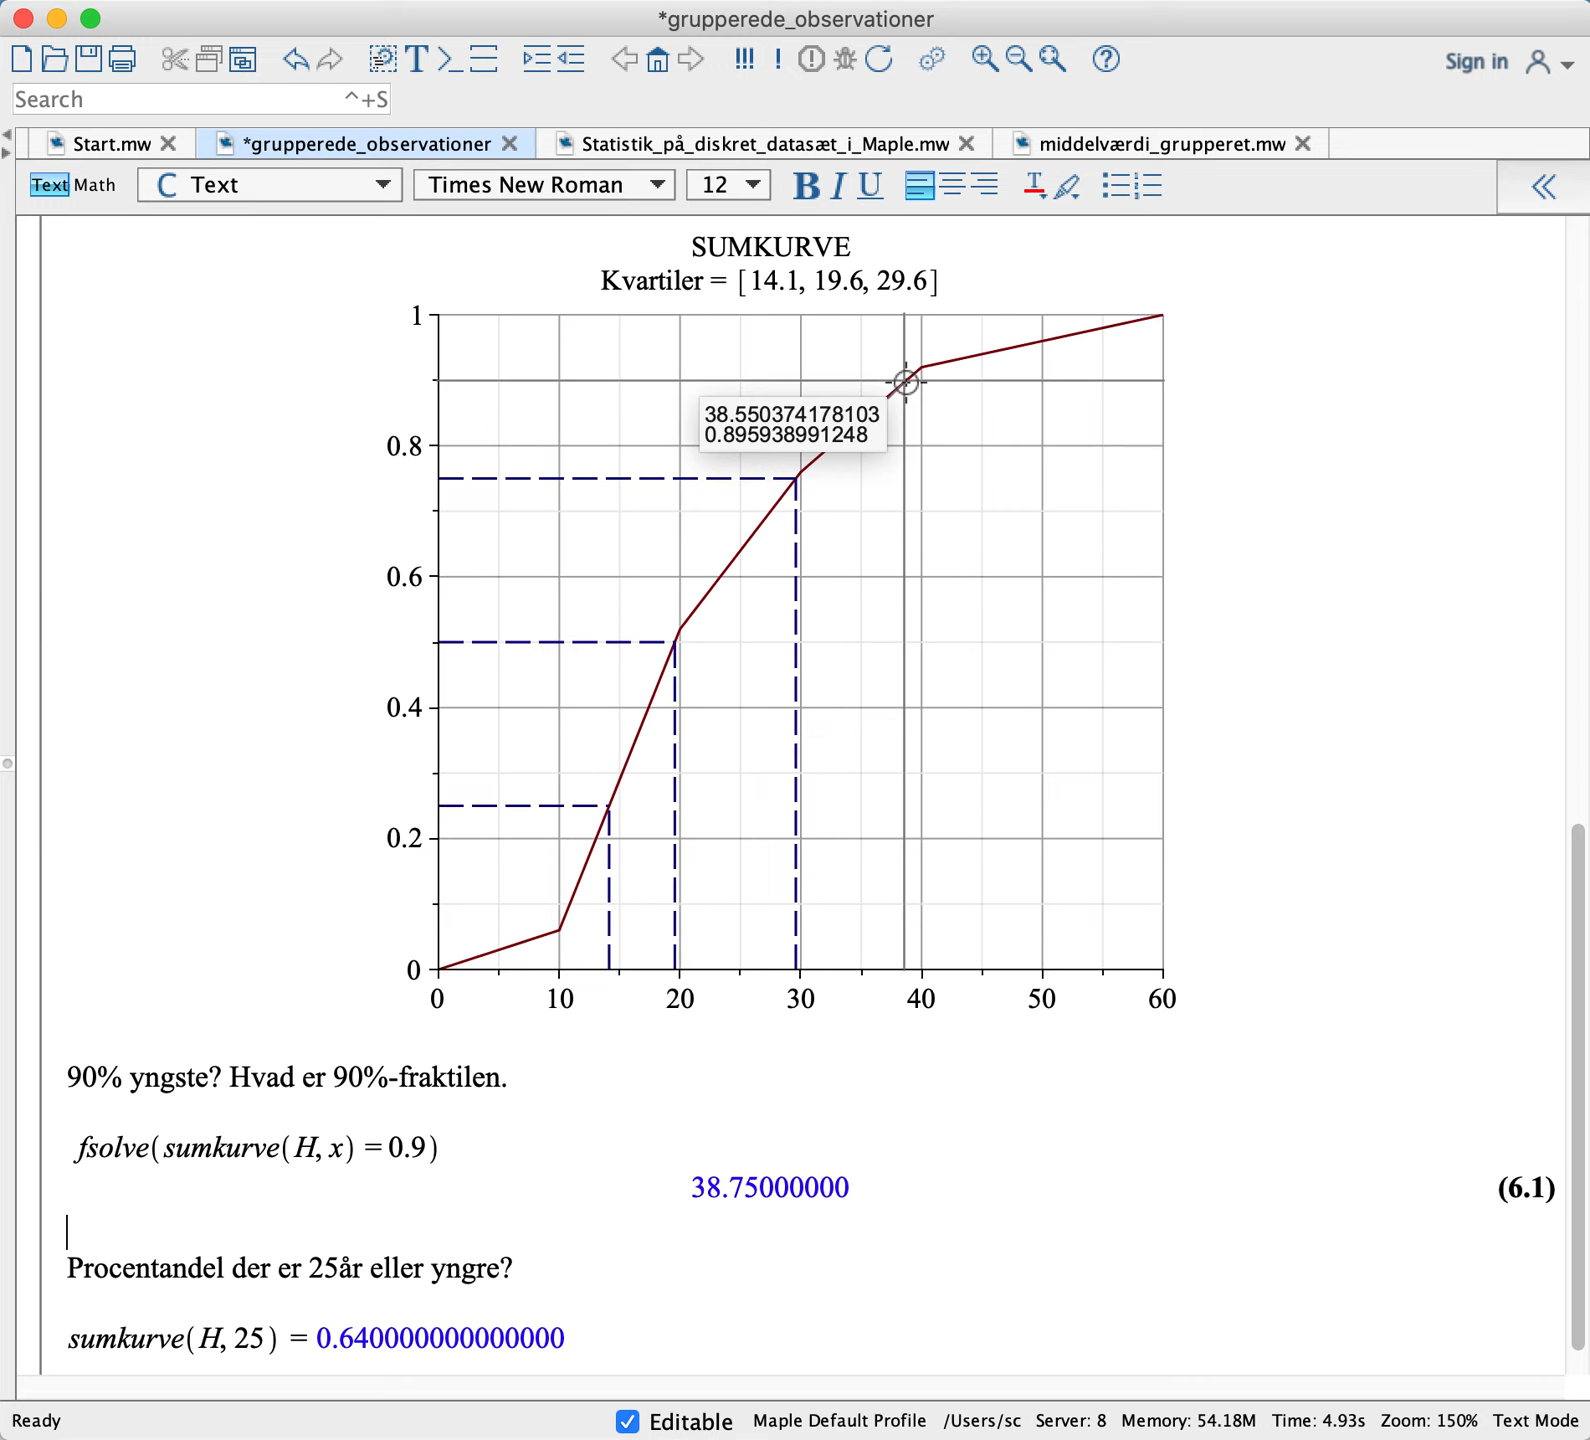 *grupperede_observationer
Sign in
Search ^+S
Start.mw *grupperede_observationer Statistik_på_diskret_datasæt_i_Maple.mw middelværdi_grupperet.mw
Text Math C Text Times New Roman 12 B I U
SUMKURVE
Kvartiler = [14.1, 19.6, 29.6]
1
38.550374178103
0.895938991248
0.8
0.6
0.4
0.2
0
0 10 20 30 40 50 60
90% yngste? Hvad er 90%-fraktilen.
fsolve(sumkurve(H, x) = 0.9)
38.75000000 (6.1)
Procentandel der er 25år eller yngre?
sumkurve(H, 25) = 0.640000000000000
Ready Editable Maple Default Profile /Users/sc Server: 8 Memory: 54.18M Time: 4.93s Zoom: 150% Text Mode